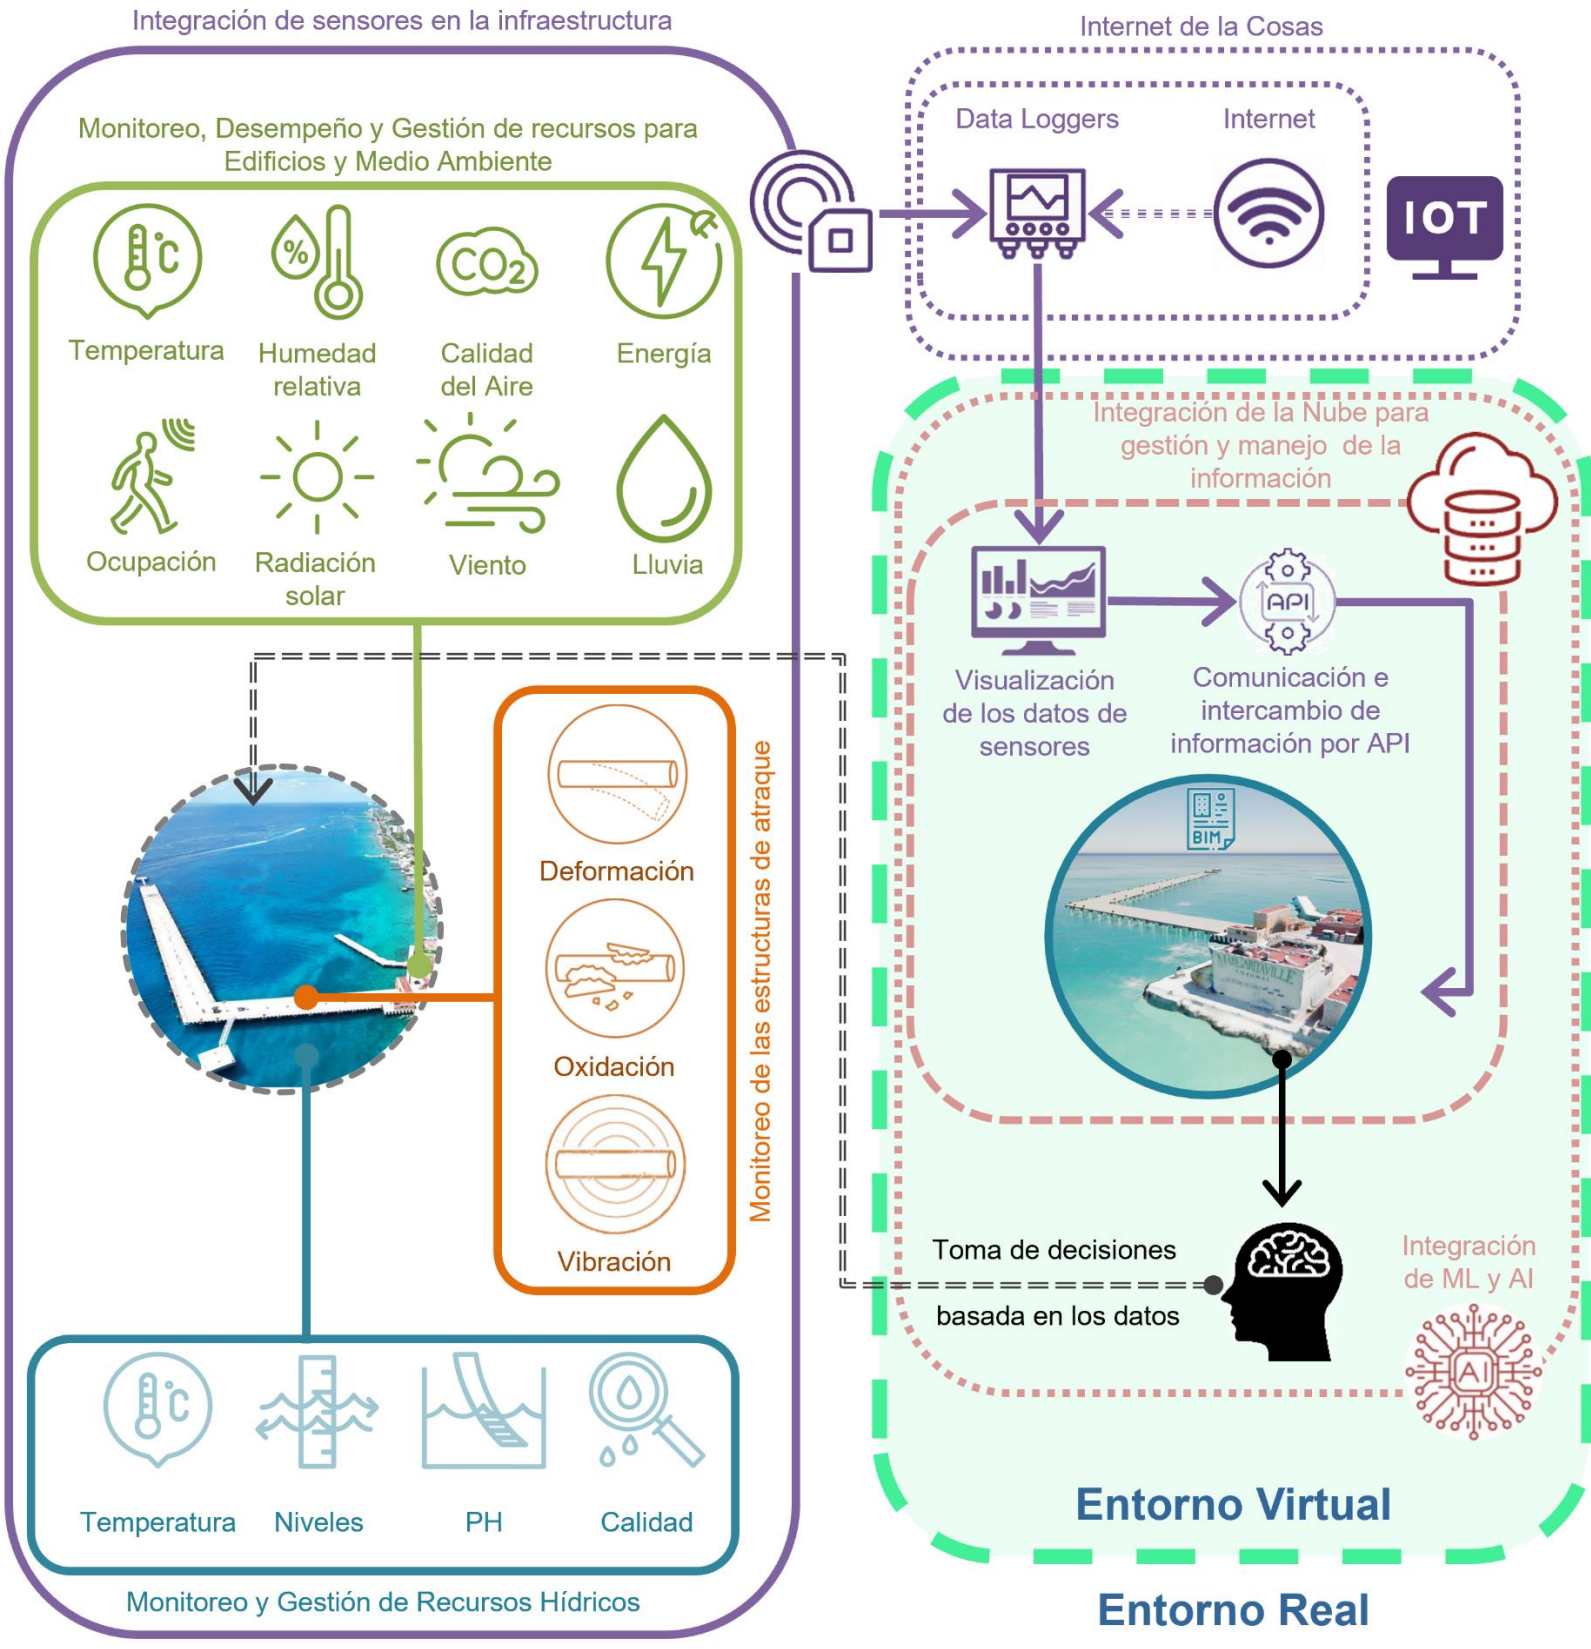 Integración de sensores en la infraestructura
Monitoreo, Desempeño y Gestión de recursos para
Edificios y Medio Ambiente
°C
Temperatura
%
Humedad
relativa
CO2
Calidad
del Aire
Energía
Ocupación
Radiación
solar
Viento
Lluvia
Deformación
Oxidación
Vibración
Monitoreo de las estructuras de atraque
°C
Temperatura
Niveles
PH
Calidad
Monitoreo y Gestión de Recursos Hídricos
Internet de la Cosas
Data Loggers
Internet
IOT
Integración de la Nube para
gestión y manejo de la
información
Visualización
de los datos de
sensores
API
Comunicación e
intercambio de
información por API
BIM
MARGARITAVILLE
COZUMEL
Toma de decisiones
basada en los datos
Integración
de ML y AI
AI
Entorno Virtual
Entorno Real